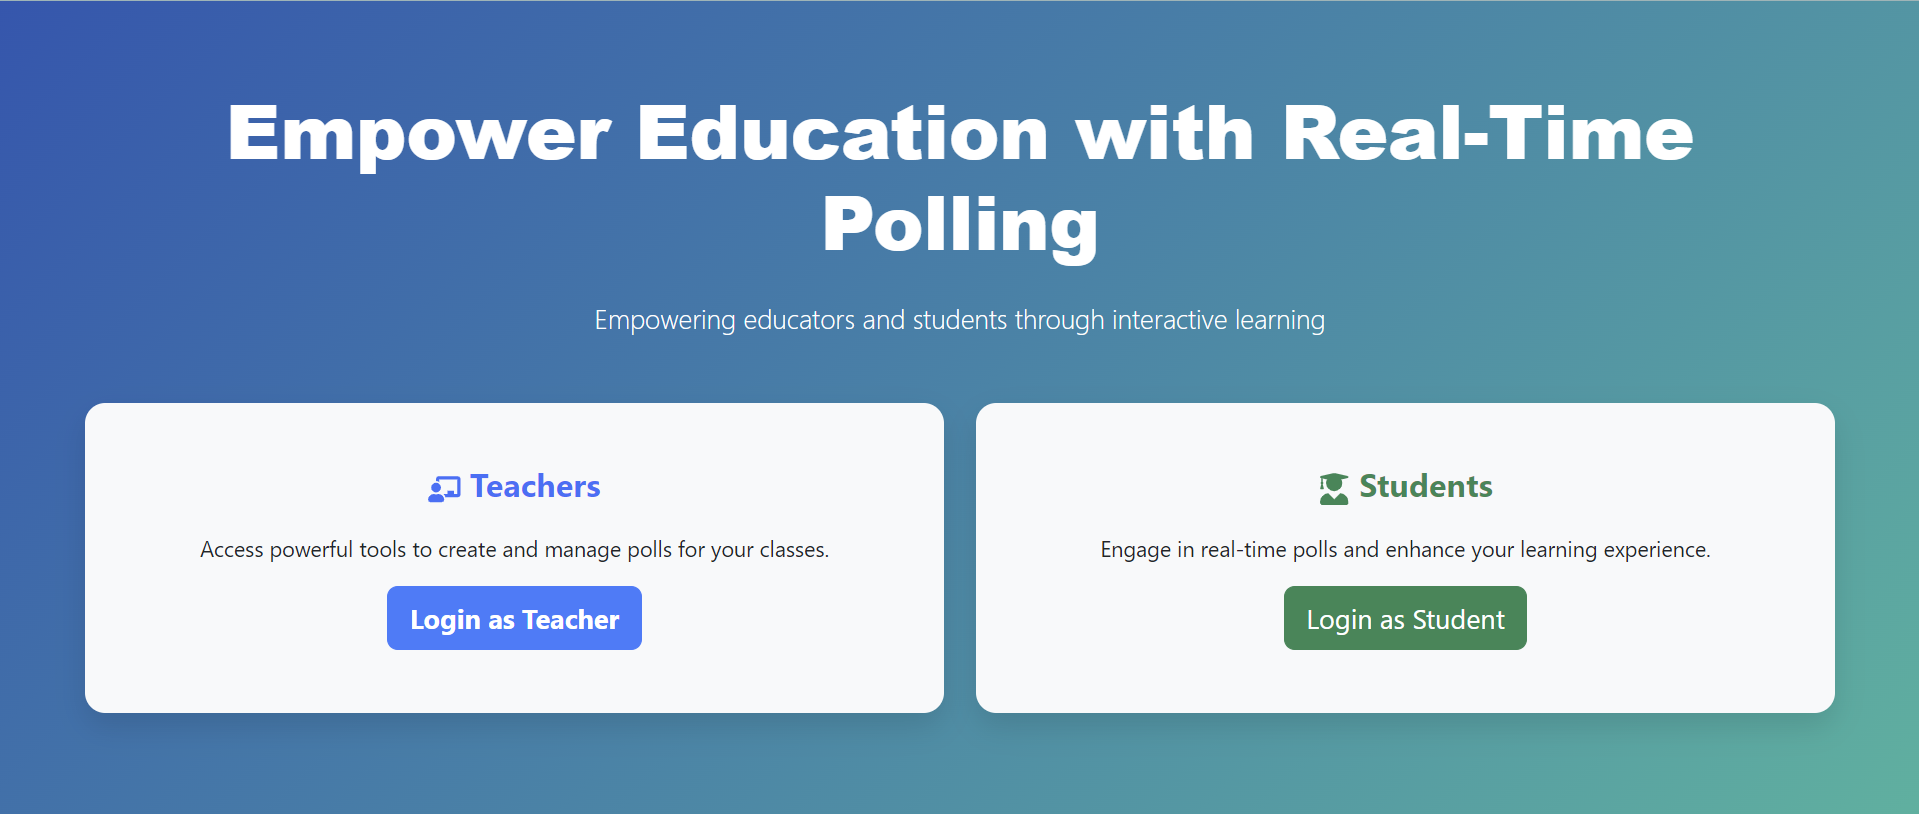 Empower Education with Real-Time
Polling
Empowering educators and students through interactive learning
Teachers
Access powerful tools to create and manage polls for your classes.
Login as Teacher
Students
Engage in real-time polls and enhance your learning experience.
Login as Student